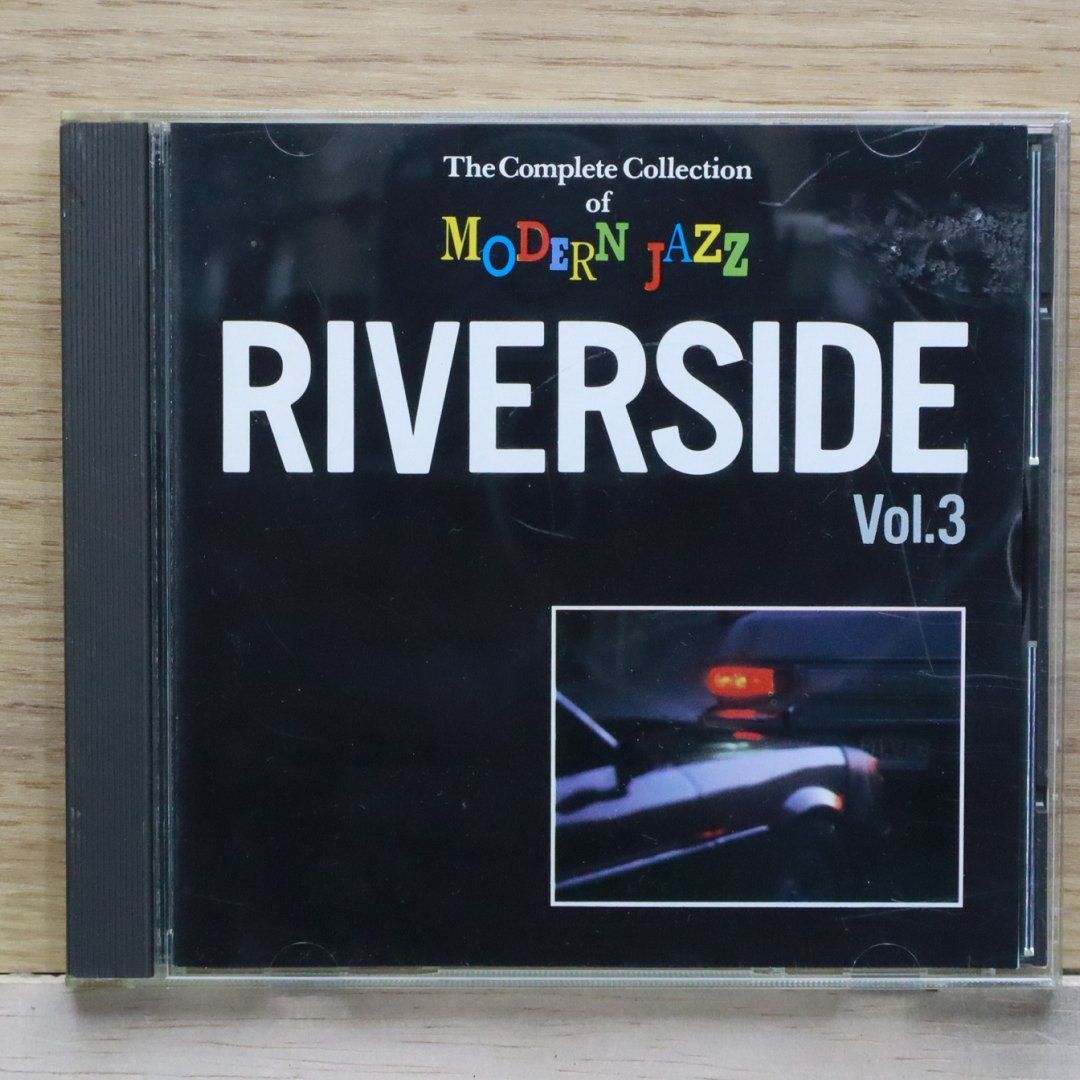 The Complete Collection
of
MODERN JAZZ
RIVERSIDE
Vol.3